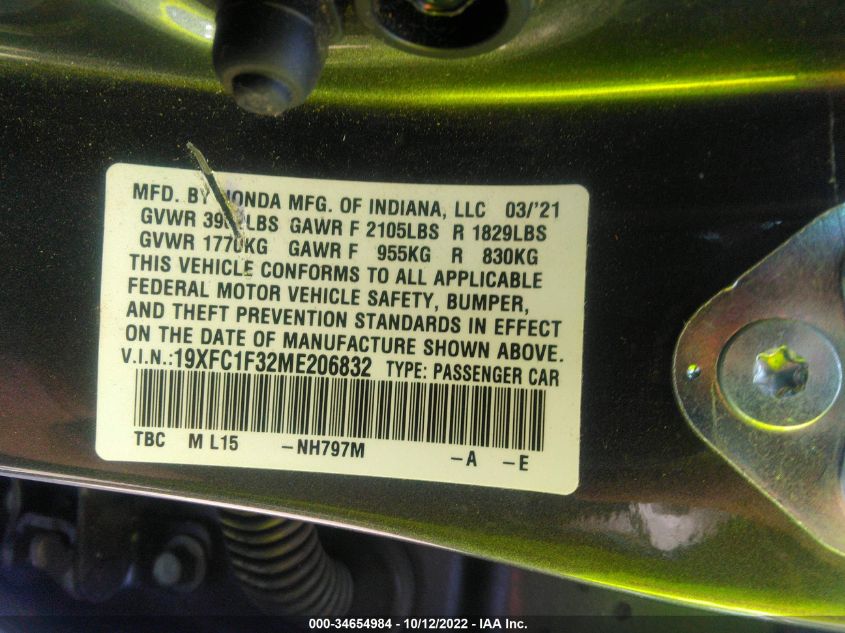 MFD. BY HONDA MFG. OF INDIANA, LLC 03/'21
GVWR LBS GAWR F 2105LBS R 1829LBS
GVWR 1770KG GAWR F 955KG R 830KG
THIS VEHICLE CONFORMS TO ALL APPLICABLE
FEDERAL MOTOR VEHICLE SAFETY, BUMPER,
AND THEFT PREVENTION STANDARDS IN EFFECT
ON THE DATE OF MANUFACTURE SHOWN ABOVE.
V.I.N.:19XFC1F32ME206832 TYPE: PASSENGER CAR
TBC M L15 -NH797M -A -E
000-34654984 | 10/12/2022 - IAA Inc.